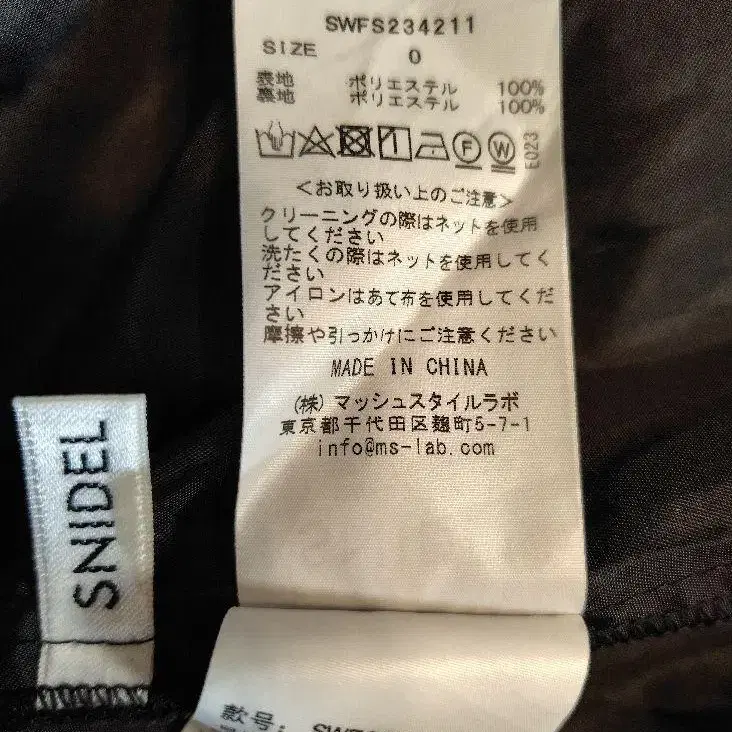 SWFS234211
SIZE 0
表地 ポリエステル 100%
裏地 ポリエステル 100%
F W E023
<お取り扱い上のご注意>
クリーニングの際はネットを使用
してください
洗たくの際はネットを使用してく
ださい
アイロンはあて布を使用してくだ
さい
摩擦や引っかけにご注意ください
MADE IN CHINA
(株) マッシュスタイルラボ
東京都千代田区麹町5-7-1
info@ms-lab.com
SNIDEL
款号: